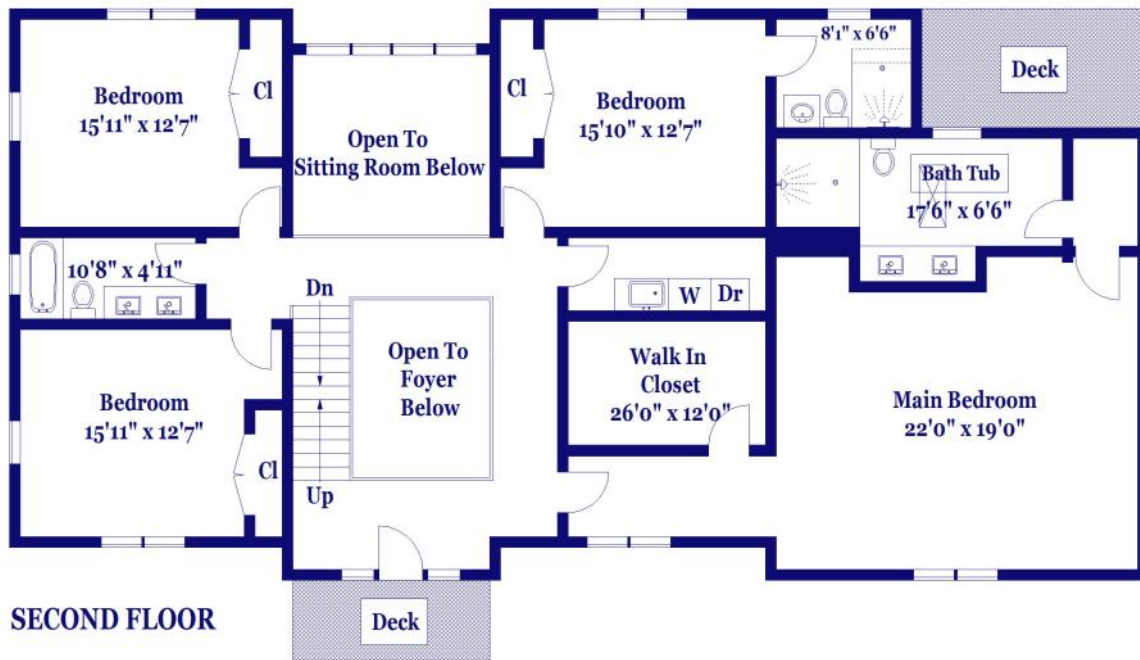 8'1" x 6'6"
Deck
Bedroom
15'11" x 12'7"
Cl
Open To
Sitting Room Below
Cl
Bedroom
15'10" x 12'7"
Bath Tub
17'6" x 6'6"
10'8" x 4'11"
Dn
W
Dr
Open To
Foyer
Below
Walk In
Closet
26'0" x 12'0"
Main Bedroom
22'0" x 19'0"
Bedroom
15'11" x 12'7"
Cl
Up
SECOND FLOOR
Deck